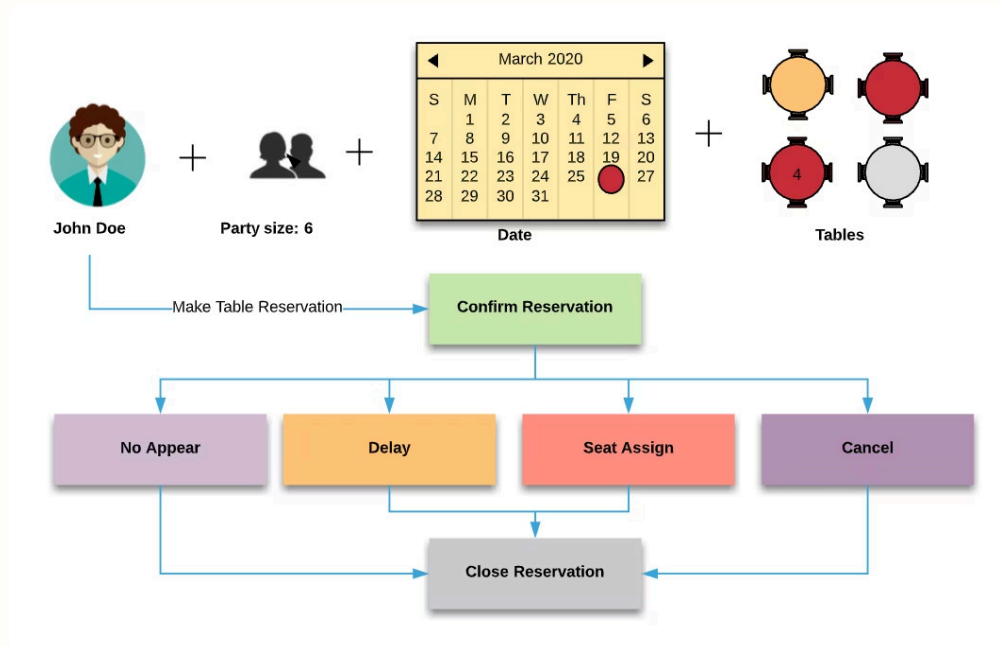 March 2020
S M T W Th F S
1 2 3 4 5 6
7 8 9 10 11 12 13
14 15 16 17 18 19 20
21 22 23 24 25 27
28 29 30 31
4
John Doe
Party size: 6
Date
Tables
Make Table Reservation
Confirm Reservation
No Appear
Delay
Seat Assign
Cancel
Close Reservation